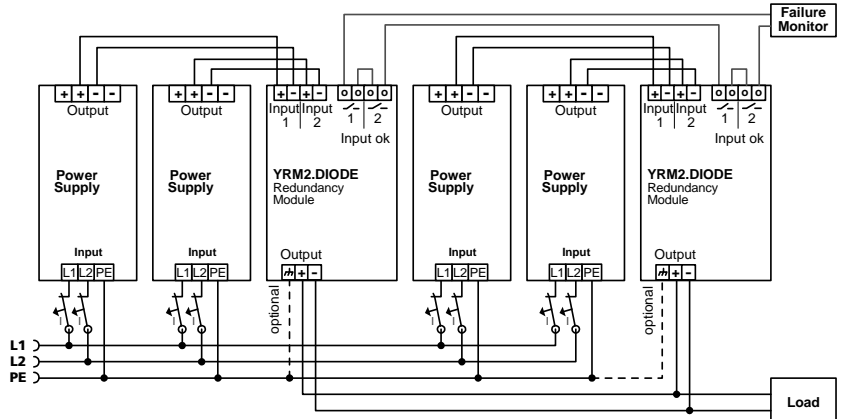 Failure
Monitor
+ + - -
Output
Power
Supply
Input
L1 L2 PE
+ + - -
Output
Power
Supply
Input
L1 L2 PE
+ - + -
Input Input
1 2
1 2
Input ok
YRM2.DIODE
Redundancy
Module
Output
+ -
optional
+ + - -
Output
Power
Supply
Input
L1 L2 PE
+ + - -
Output
Power
Supply
Input
L1 L2 PE
+ - + -
Input Input
1 2
1 2
Input ok
YRM2.DIODE
Redundancy
Module
Output
+ -
optional
L1
L2
PE
Load